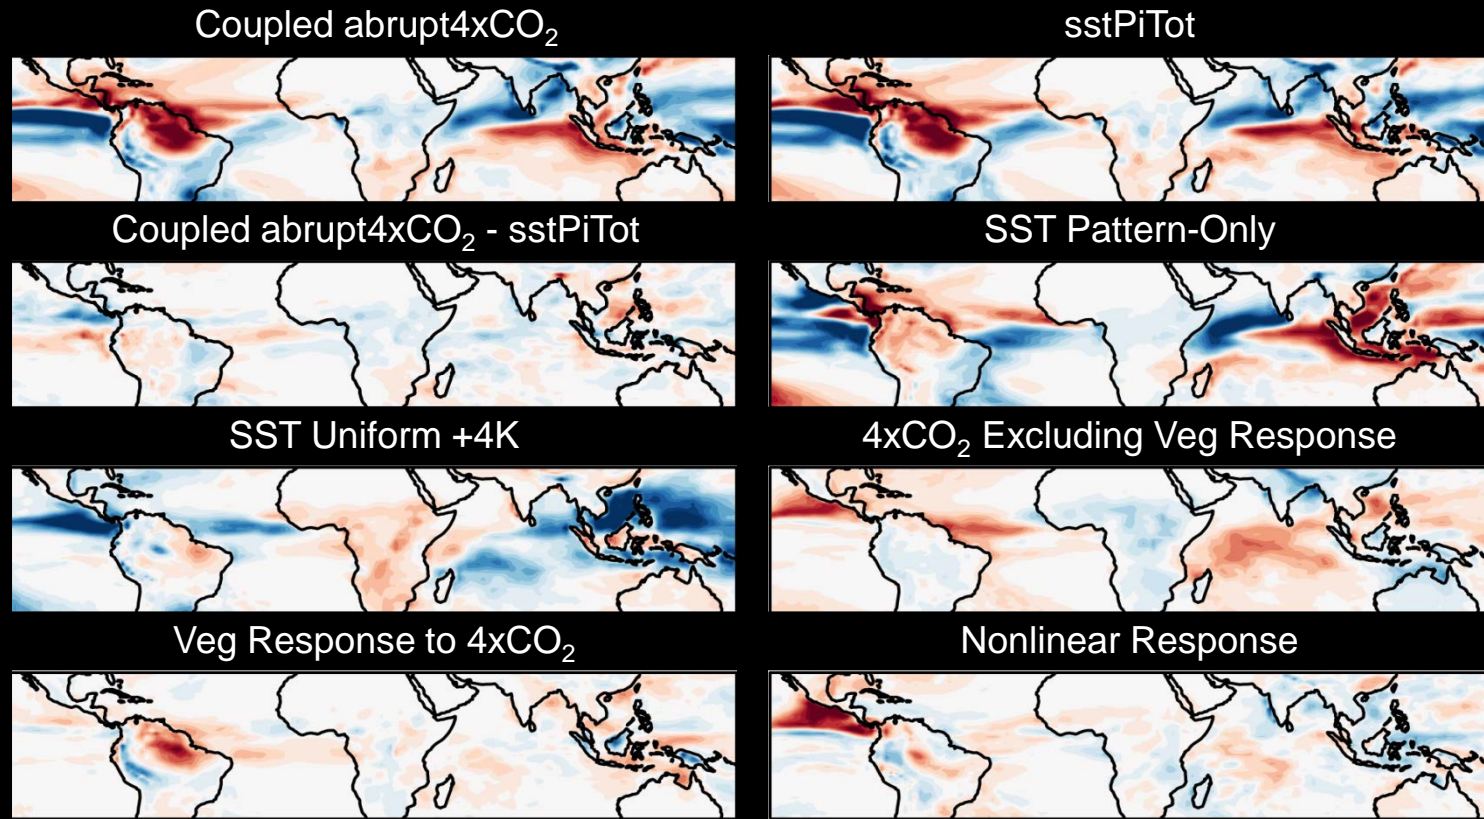 Coupled abrupt4xCO₂
sstPiTot
Coupled abrupt4xCO₂ - sstPiTot
SST Pattern-Only
SST Uniform +4K
4xCO₂ Excluding Veg Response
Veg Response to 4xCO₂
Nonlinear Response